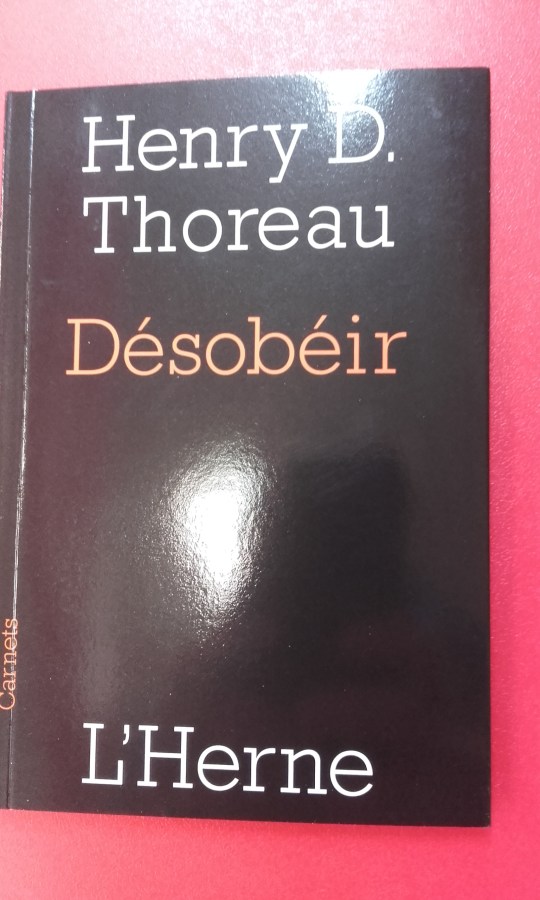 Henry D.
Thoreau
Désobéir
Carnets
L'Herne